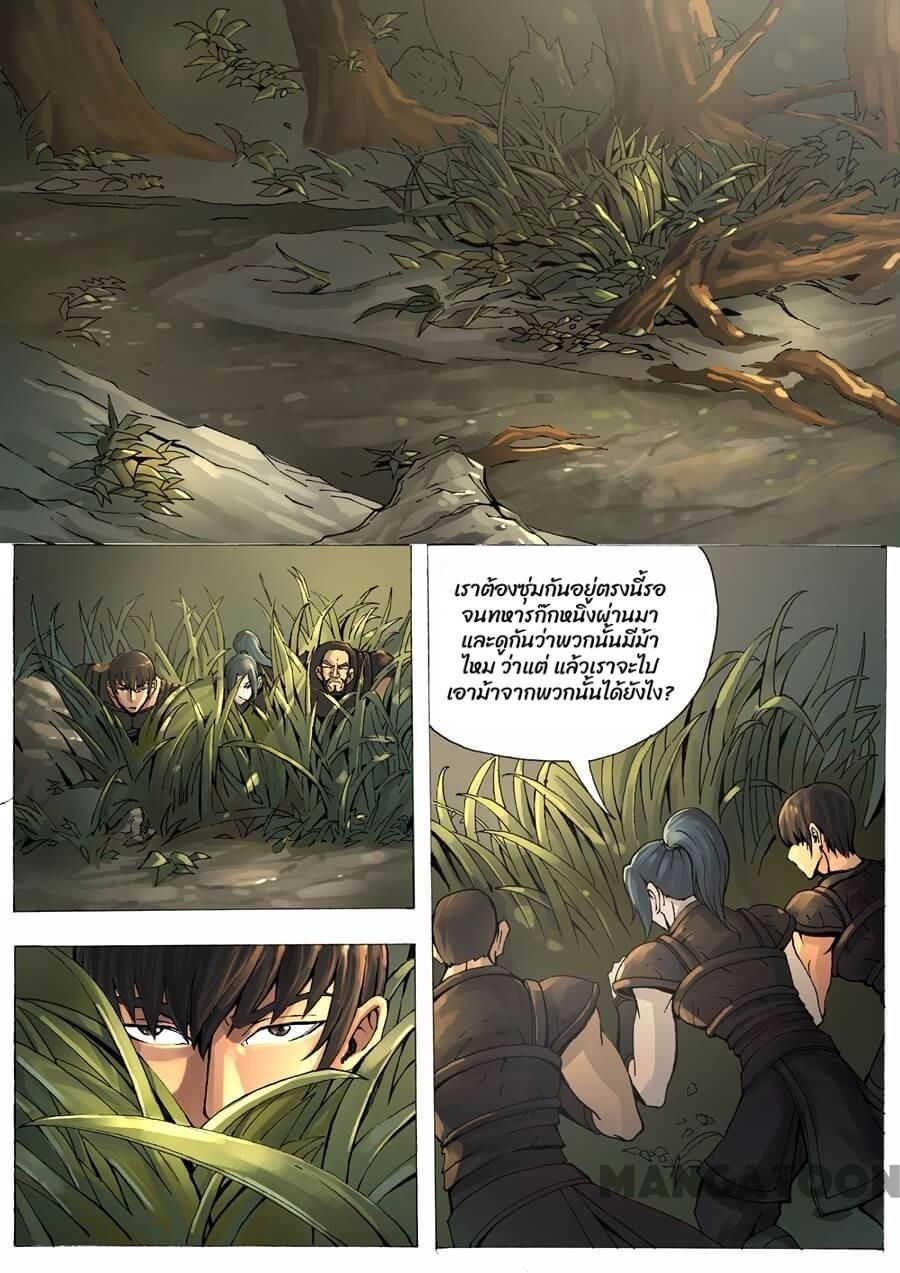 เราต้องซุ่มกันอยู่ตรงนี้รอ
จนทหารก๊กหนิงผ่านมา
และดูกันว่าพวกนั้นมีม้า
ไหม ว่าแต่ แล้วเราจะไป
เอาม้าจากพวกนั้นได้ยังไง?
MANGATOON